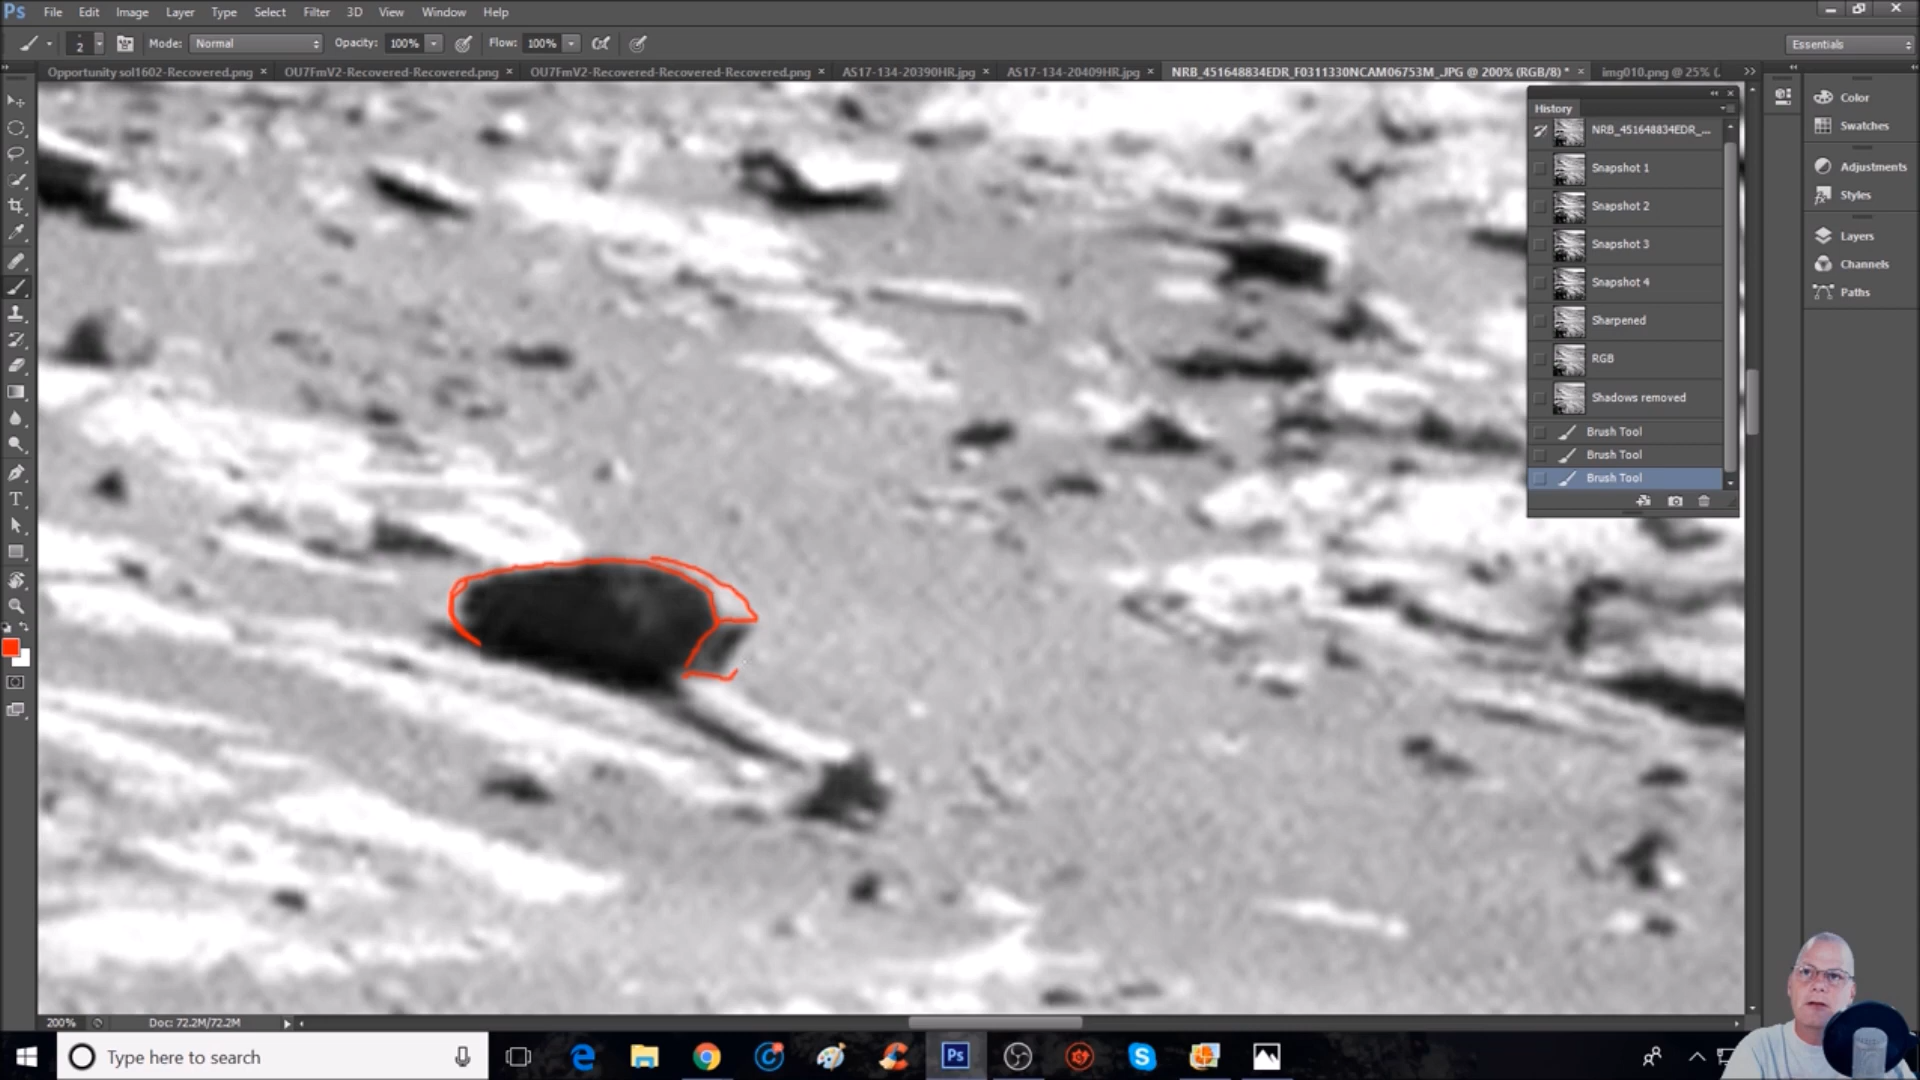 Ps File Edit Image Layer Type Select Filter 3D View Window Help
2 Mode: Normal Opacity: 100% Flow: 100% Essentials
Opportunity sol1602-Recovered.png × OU7FmV2-Recovered-Recovered.png × OU7FmV2-Recovered-Recovered-Recovered.png × AS17-134-20390HR.jpg × AS17-134-20409HR.jpg × NRB_451648834EDR_F0311330NCAM06753M_.JPG @ 200% (RGB/8) * × img010.png @ 25% (
History
NRB_451648834EDR_...
Snapshot 1
Snapshot 2
Snapshot 3
Snapshot 4
Sharpened
RGB
Shadows removed
Brush Tool
Brush Tool
Brush Tool
Color
Swatches
Adjustments
Styles
Layers
Channels
Paths
T
200% Doc: 72.2M/72.2M
Type here to search
Ps